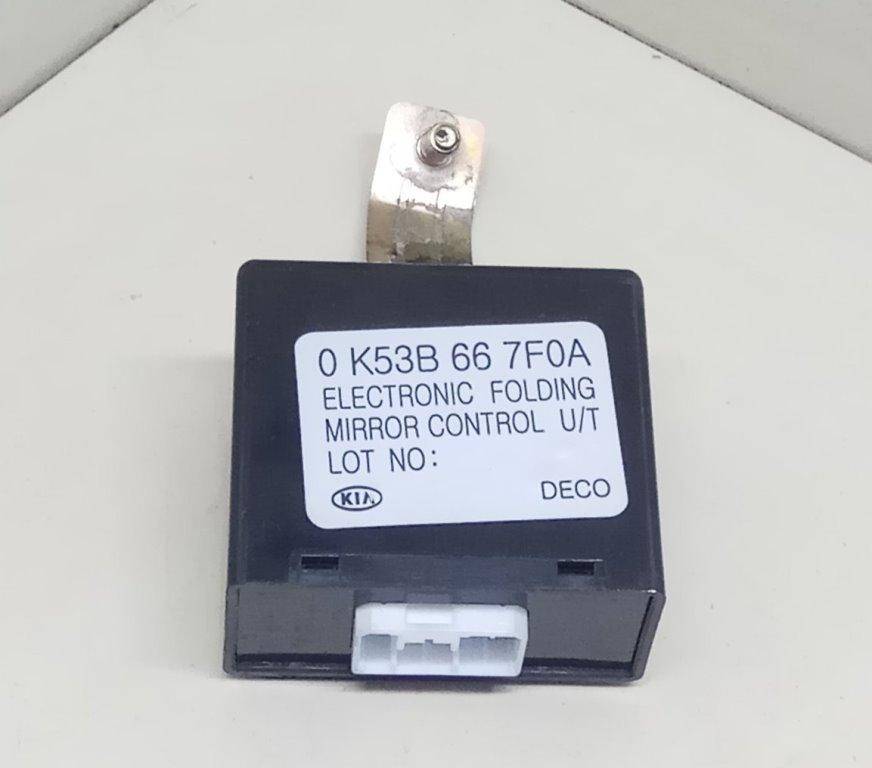 0 K53B 66 7F0A
ELECTRONIC FOLDING
MIRROR CONTROL U/T
LOT NO:
KIA DECO